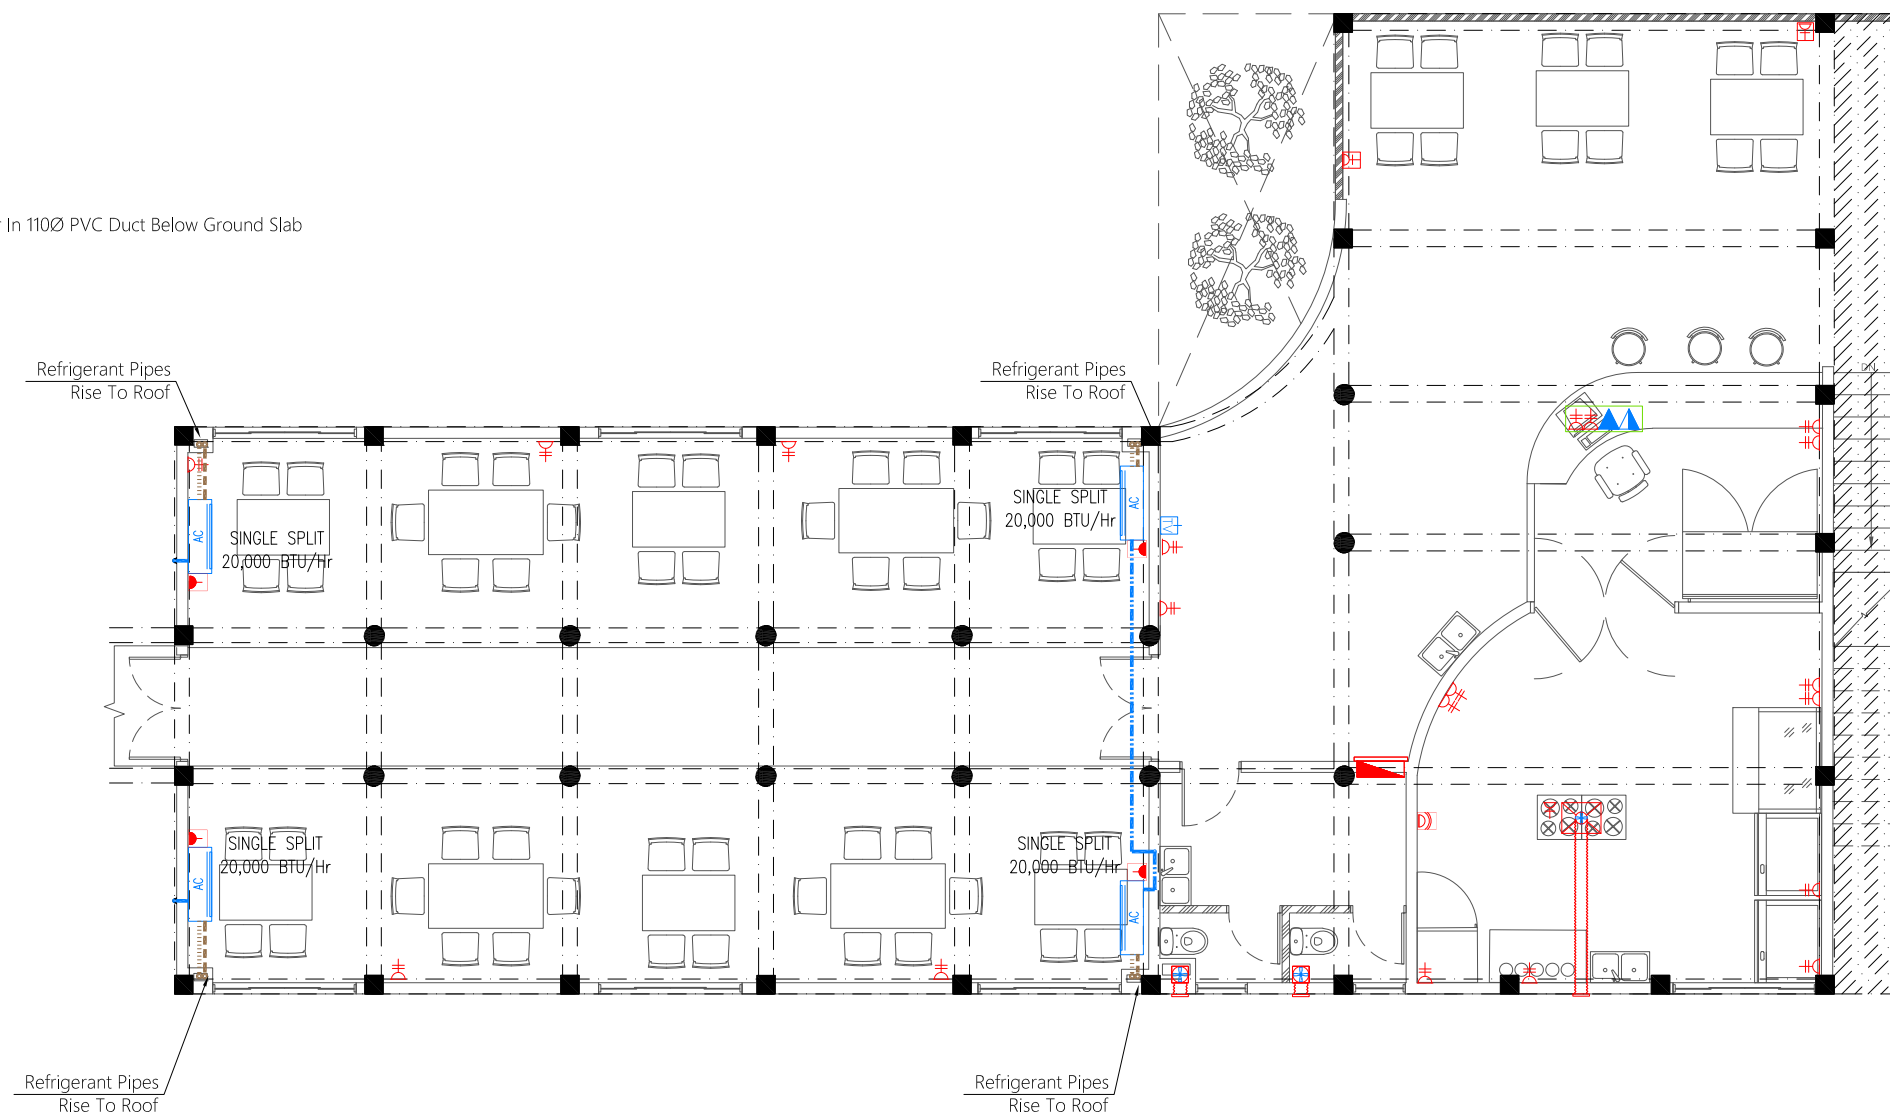 In 110Ø PVC Duct Below Ground Slab
DN
Refrigerant Pipes
Rise To Roof
Refrigerant Pipes
Rise To Roof
SINGLE SPLIT
20,000 BTU/Hr
AC
TV
AC
SINGLE SPLIT
20,000 BTU/Hr
SINGLE SPLIT
20,000 BTU/Hr
AC
SINGLE SPLIT
20,000 BTU/Hr
AC
Refrigerant Pipes
Rise To Roof
Refrigerant Pipes
Rise To Roof